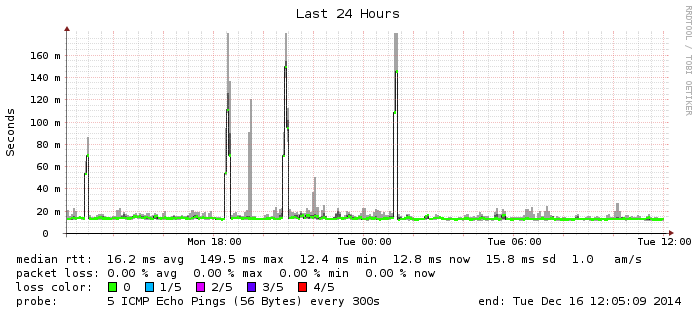 Last 24 Hours
RRDTOOL / TOBI OETIKER
Seconds
160 m
140 m
120 m
100 m
80 m
60 m
40 m
20 m
0
Mon 18:00 Tue 00:00 Tue 06:00 Tue 12:00
median rtt: 16.2 ms avg 149.5 ms max 12.4 ms min 12.8 ms now 15.8 ms sd 1.0 am/s
packet loss: 0.00 % avg 0.00 % max 0.00 % min 0.00 % now
loss color: 0 1/5 2/5 3/5 4/5
probe: 5 ICMP Echo Pings (56 Bytes) every 300s end: Tue Dec 16 12:05:09 2014